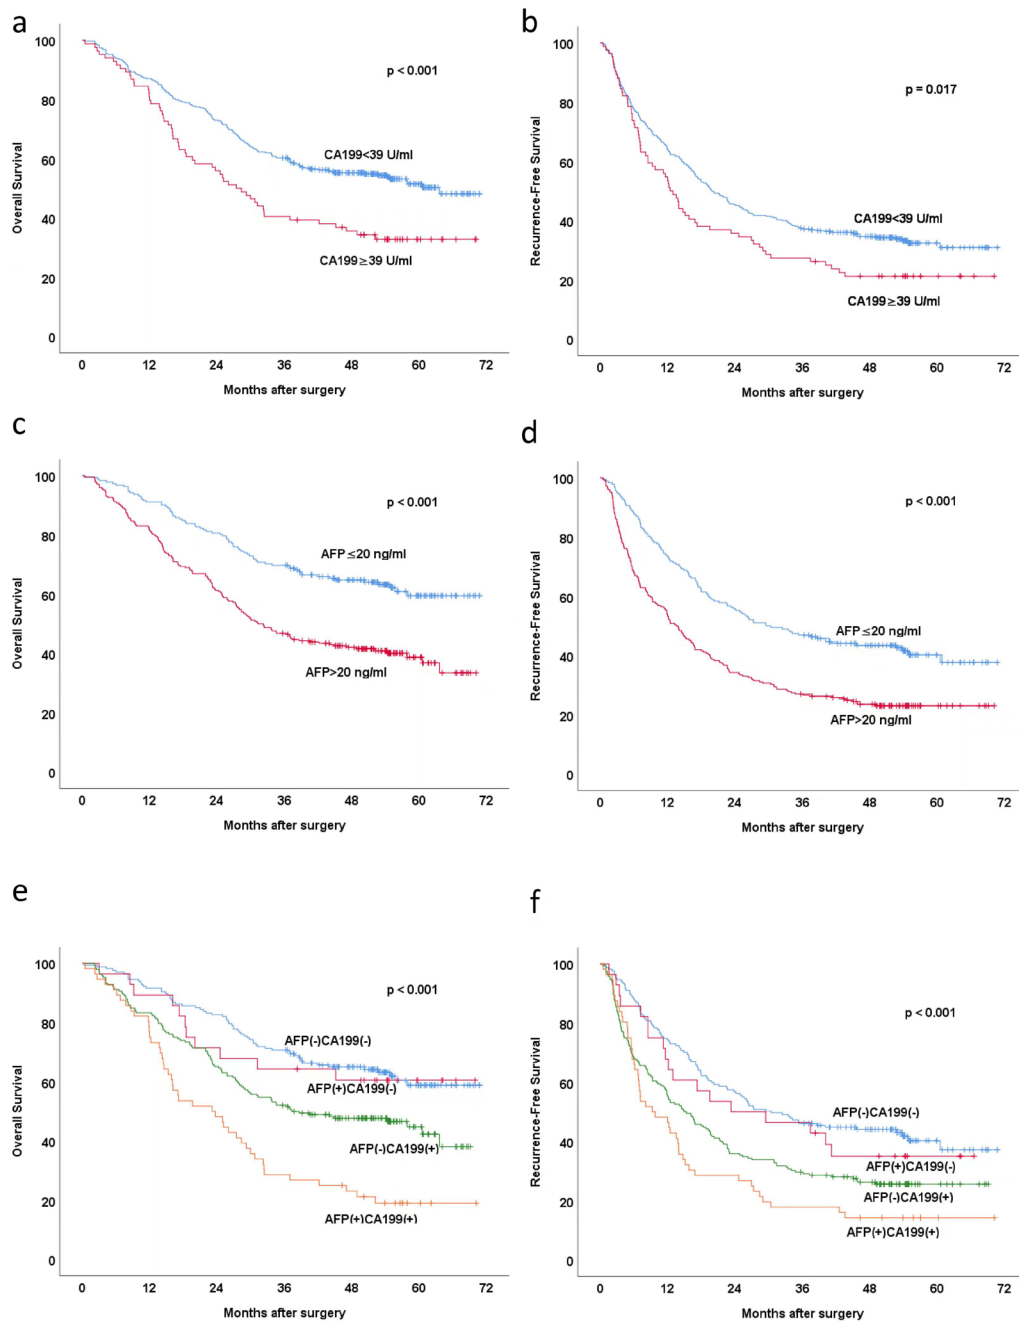 a
100
80
60
40
20
0
Overall Survival
p < 0.001
CA199<39 U/ml
CA199≥39 U/ml
0 12 24 36 48 60 72
Months after surgery
b
100
80
60
40
20
0
Recurrence-Free Survival
p = 0.017
CA199<39 U/ml
CA199≥39 U/ml
0 12 24 36 48 60 72
Months after surgery
c
100
80
60
40
20
0
Overall Survival
p < 0.001
AFP≤20 ng/ml
AFP>20 ng/ml
0 12 24 36 48 60 72
Months after surgery
d
100
80
60
40
20
0
Recurrence-Free Survival
p < 0.001
AFP≤20 ng/ml
AFP>20 ng/ml
0 12 24 36 48 60 72
Months after surgery
e
100
80
60
40
20
0
Overall Survival
p < 0.001
AFP(-)CA199(-)
AFP(+)CA199(-)
AFP(-)CA199(+)
AFP(+)CA199(+)
0 12 24 36 48 60 72
Months after surgery
f
100
80
60
40
20
0
Recurrence-Free Survival
p < 0.001
AFP(-)CA199(-)
AFP(+)CA199(-)
AFP(-)CA199(+)
AFP(+)CA199(+)
0 12 24 36 48 60 72
Months after surgery